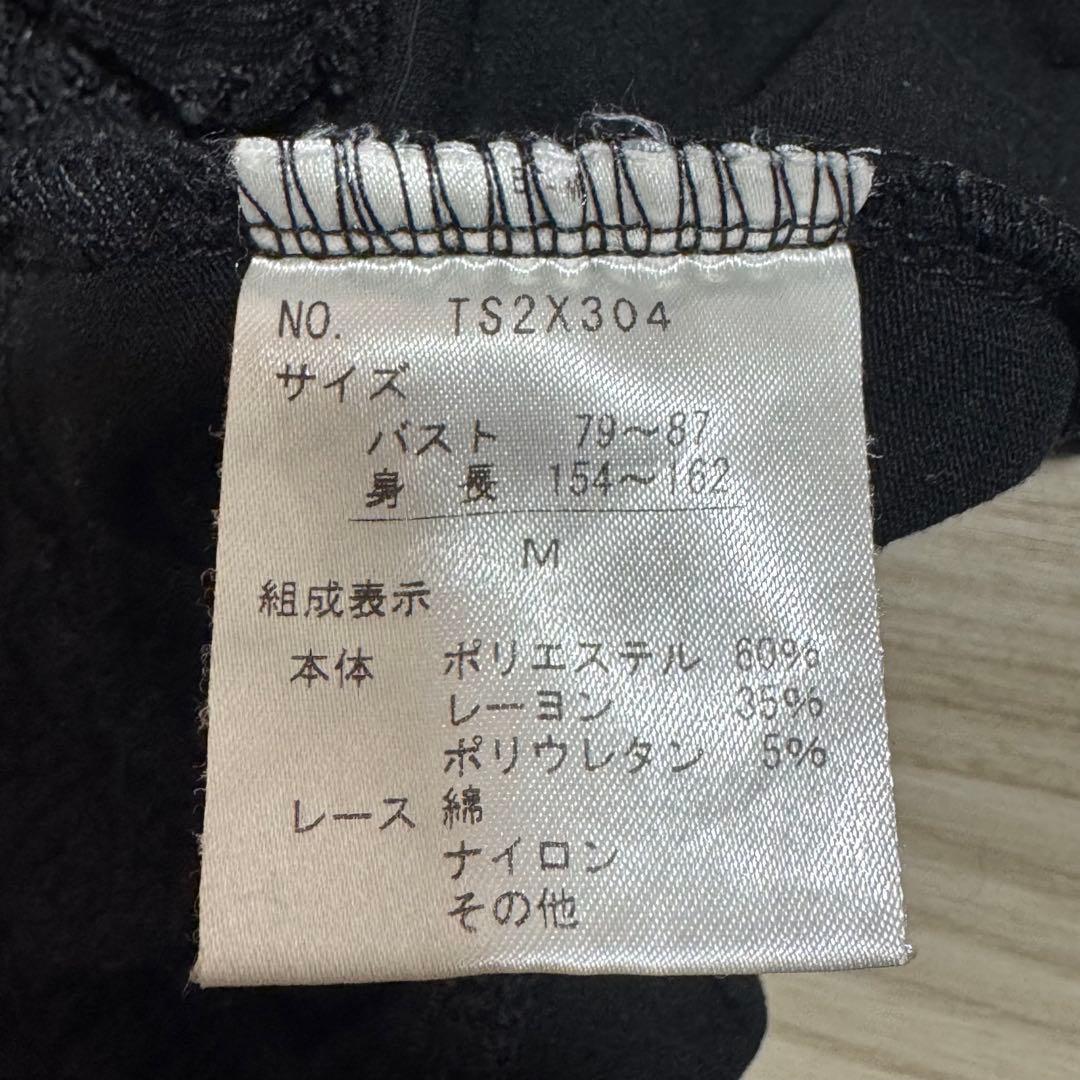 NO. TS2X304
サイズ
バスト 79〜87
身長 154〜162
M
組成表示
本体 ポリエステル 60%
レーヨン 35%
ポリウレタン 5%
レース 綿
ナイロン
その他